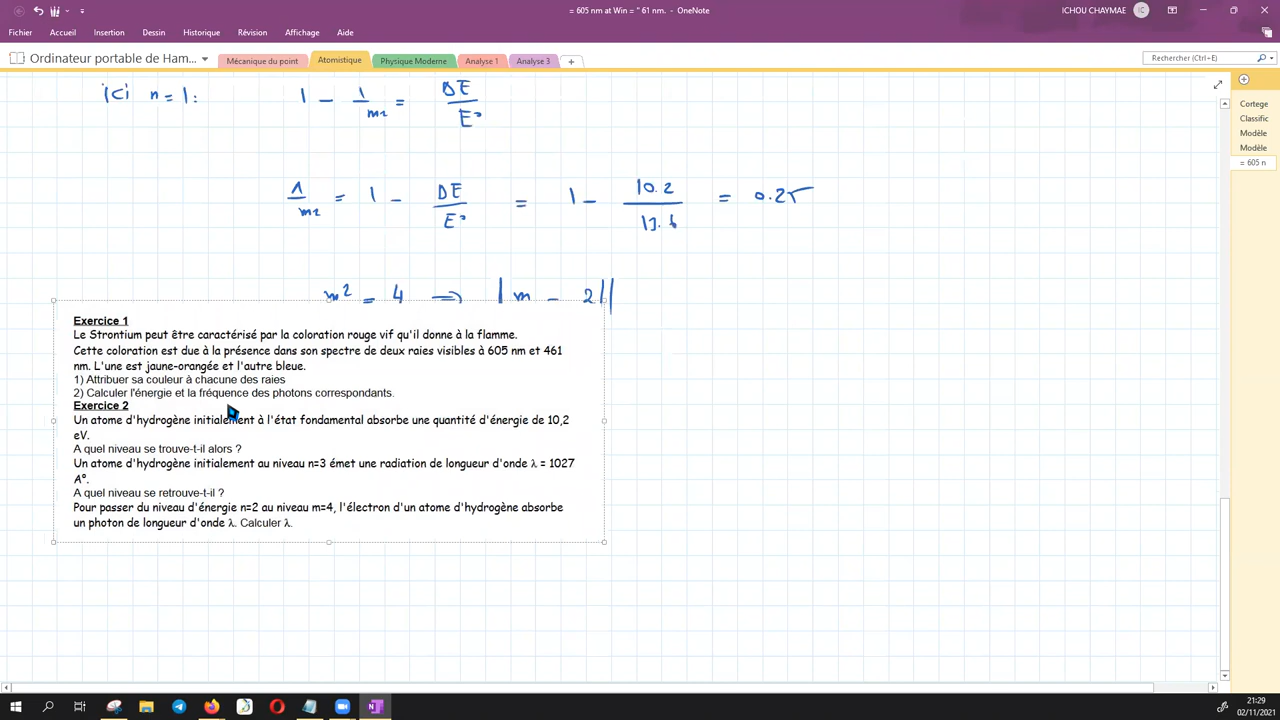 = 605 nm at Win = " 61 nm. - OneNote
ICHOU CHAYMAE
Fichier Accueil Insertion Dessin Historique Révision Affichage Aide
Ordinateur portable de Ham... Mécanique du point Atomistique Physique Moderne Analyse 1 Analyse 3 +
Rechercher (Ctrl+E)
Cortege
Classific
Modèle
Modèle
= 605 n
ici n = 1 : 1 - 1/m2 = ΔE/E°
1/m2 = 1 - ΔE/E° = 1 - 10.2/13.6 = 0.25
m² = 4 ⟹ | m = 2 ||
Exercice 1
Le Strontium peut être caractérisé par la coloration rouge vif qu'il donne à la flamme.
Cette coloration est due à la présence dans son spectre de deux raies visibles à 605 nm et 461
nm. L'une est jaune-orangée et l'autre bleue.
1) Attribuer sa couleur à chacune des raies
2) Calculer l'énergie et la fréquence des photons correspondants.
Exercice 2
Un atome d'hydrogène initialement à l'état fondamental absorbe une quantité d'énergie de 10,2
eV.
A quel niveau se trouve-t-il alors ?
Un atome d'hydrogène initialement au niveau n=3 émet une radiation de longueur d'onde λ = 1027
A°.
A quel niveau se retrouve-t-il ?
Pour passer du niveau d'énergie n=2 au niveau m=4, l'électron d'un atome d'hydrogène absorbe
un photon de longueur d'onde λ. Calculer λ.
21:29
02/11/2021